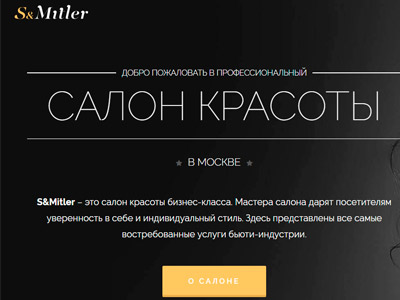 S&Mitler
ДОБРО ПОЖАЛОВАТЬ В ПРОФЕССИОНАЛЬНЫЙ
САЛОН КРАСОТЫ
★ В МОСКВЕ ★
S&Mitler – это салон красоты бизнес-класса. Мастера салона дарят посетителям
уверенность в себе и индивидуальный стиль. Здесь представлены все самые
востребованные услуги бьюти-индустрии.
О САЛОНЕ